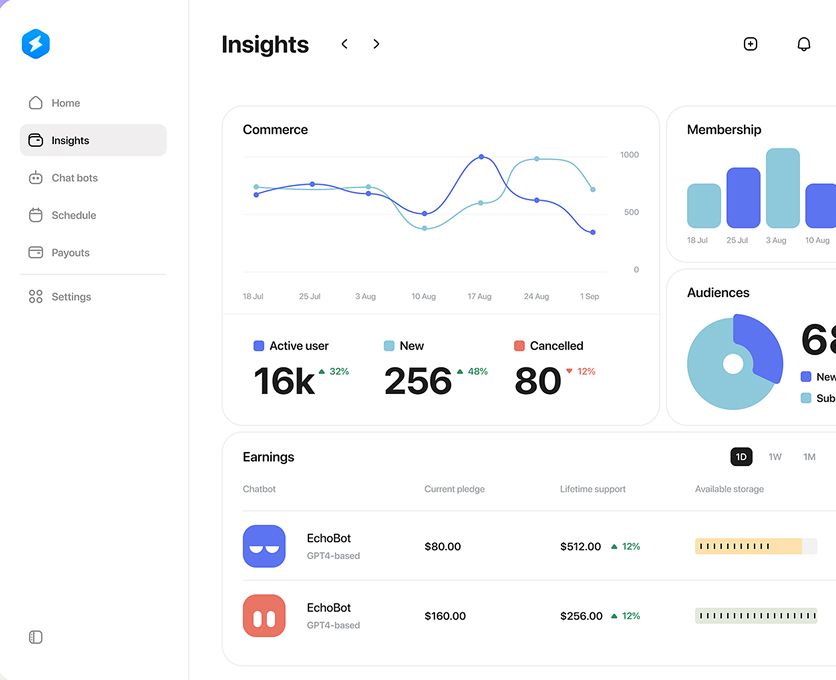 Insights
Home
Insights
Chat bots
Schedule
Payouts
Settings
Commerce
1000
500
0
18 Jul 25 Jul 3 Aug 10 Aug 17 Aug 24 Aug 1 Sep
Active user New Cancelled
16k 32% 256 48% 80 12%
Membership
18 Jul 25 Jul 3 Aug 10 Aug
Audiences
68
New
Sub
Earnings
1D 1W 1M
Chatbot Current pledge Lifetime support Available storage
EchoBot
GPT4-based
$80.00 $512.00 12%
EchoBot
GPT4-based
$160.00 $256.00 12%